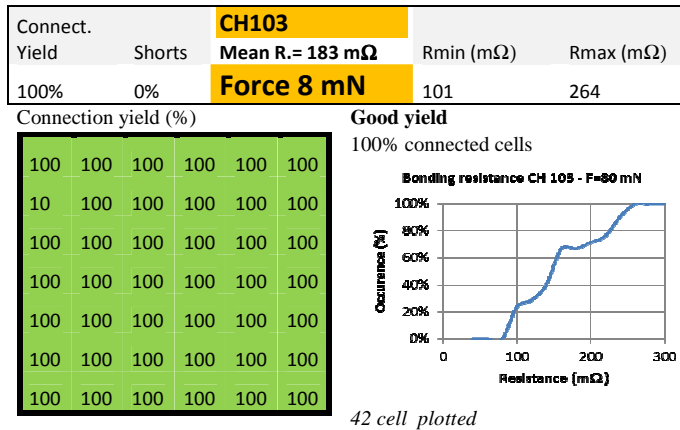 Connect. Yield Shorts CH103 Mean R.= 183 mΩ Rmin (mΩ) Rmax (mΩ)
100% 0% Force 8 mN 101 264
Connection yield (%)
100 100 100 100 100 100
10 100 100 100 100 100
100 100 100 100 100 100
100 100 100 100 100 100
100 100 100 100 100 100
100 100 100 100 100 100
100 100 100 100 100 100
Good yield
100% connected cells
Bonding resistance CH 103 - F=80 mN
Occurence (%)
100%
80%
60%
40%
20%
0%
0 100 200 300
Resistance (mΩ)
42 cell plotted